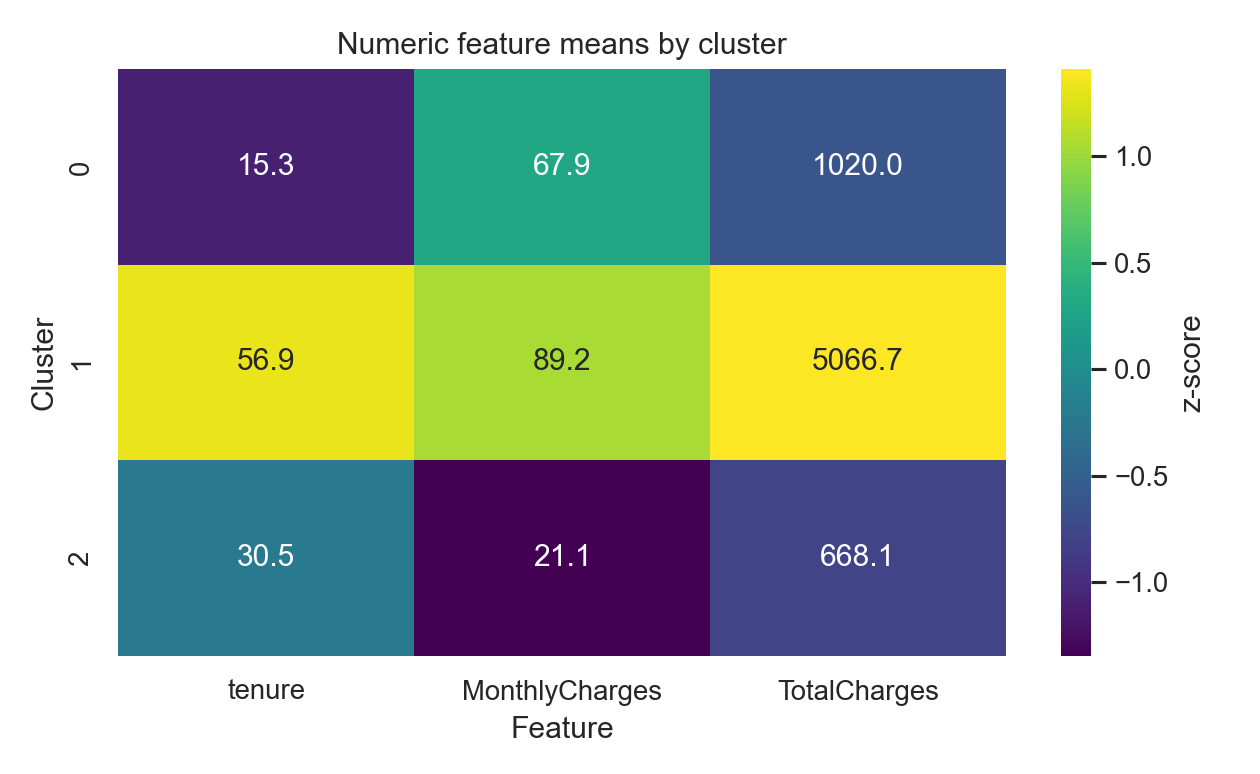 Numeric feature means by cluster
0 15.3 67.9 1020.0
1 56.9 89.2 5066.7
2 30.5 21.1 668.1
Cluster
tenure MonthlyCharges TotalCharges
Feature
1.0
0.5
0.0
−0.5
−1.0
z-score